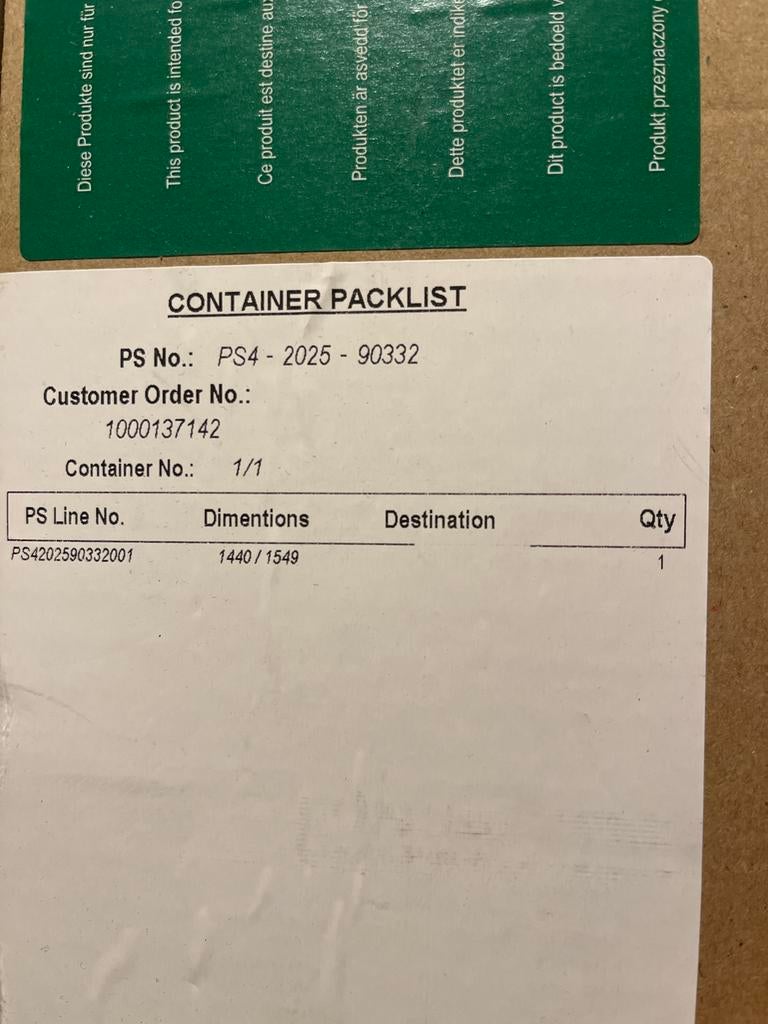 Diese Produkte sind nur für
This product is intended fo
Ce produit est destine au
Produkten är asvedd för
Dette produktet er indike
Dit product is bedoeld v
Produkt przeznaczony
CONTAINER PACKLIST
PS No.: PS4 - 2025 - 90332
Customer Order No.:
1000137142
Container No.: 1/1
PS Line No. Dimentions Destination Qty
PS4202590332001 1440 / 1549 1